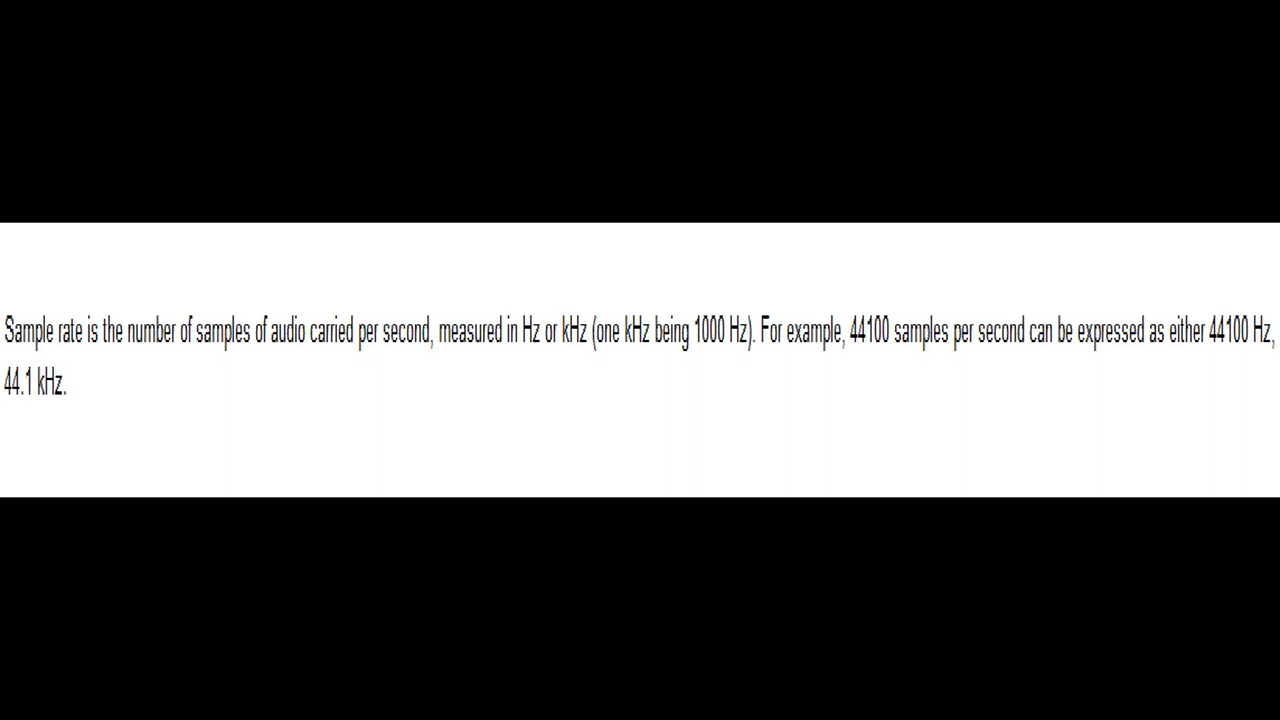 Sample rate is the number of samples of audio carried per second, measured in Hz or kHz (one kHz being 1000 Hz). For example, 44100 samples per second can be expressed as either 44100 Hz,
44.1 kHz.